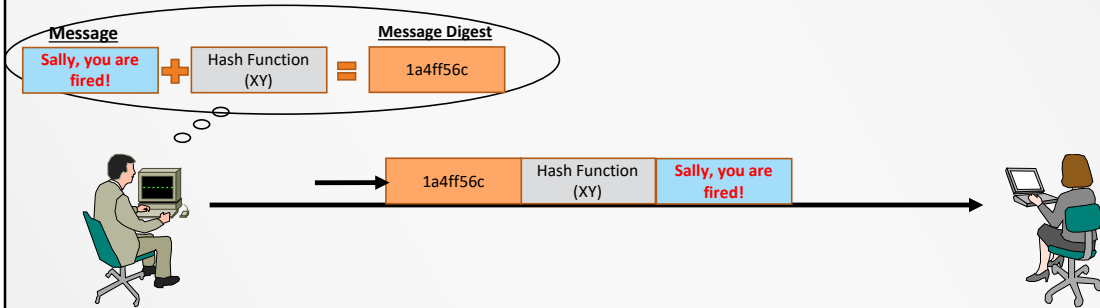 Message
Message Digest
Sally, you are
fired!
Hash Function
(XY)
1a4ff56c
1a4ff56c
Hash Function
(XY)
Sally, you are
fired!